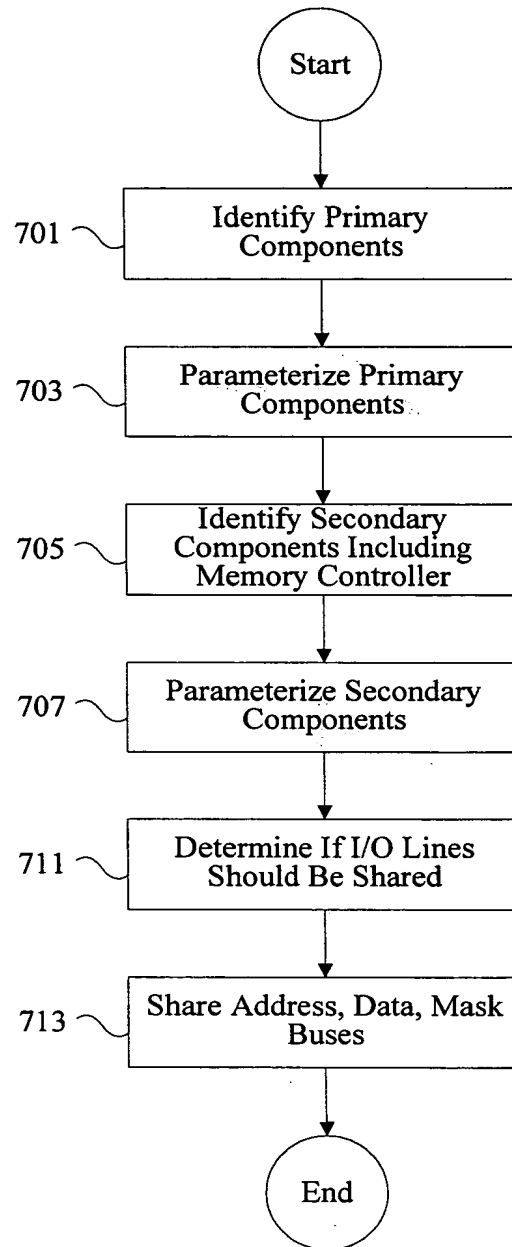 Start
701
Identify Primary
Components
703
Parameterize Primary
Components
705
Identify Secondary
Components Including
Memory Controller
707
Parameterize Secondary
Components
711
Determine If I/O Lines
Should Be Shared
713
Share Address, Data, Mask
Buses
End